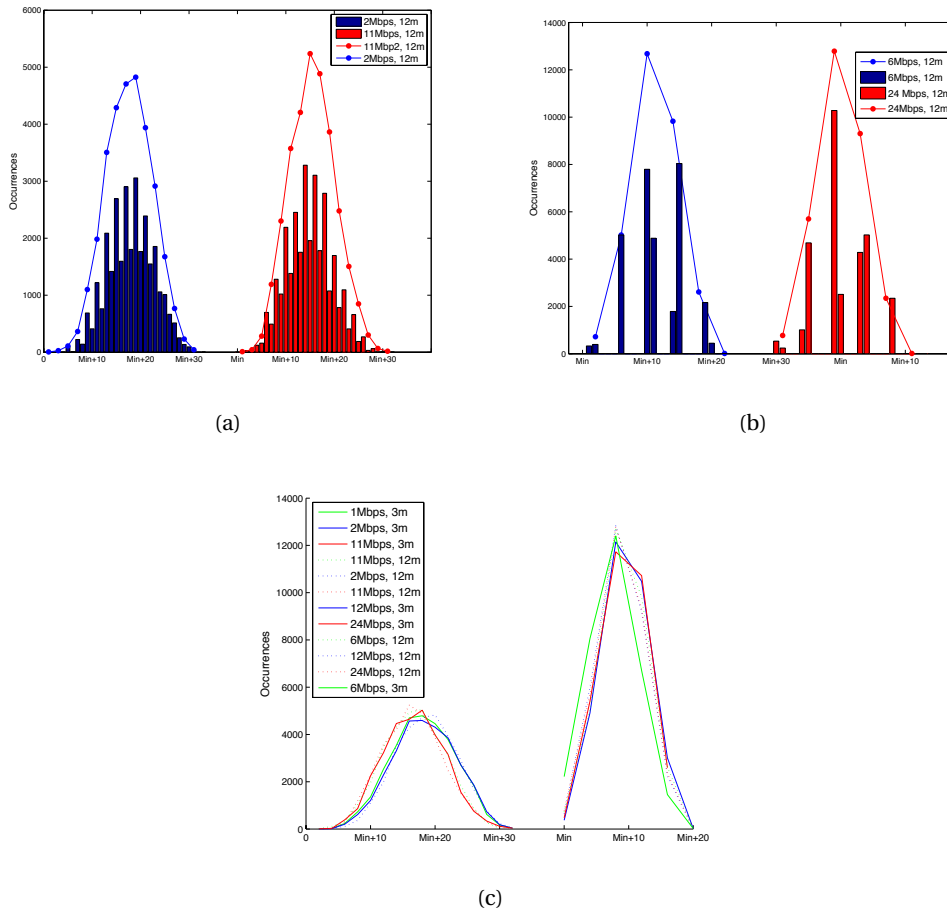 6000
5000
4000
3000
2000
1000
0
Occurrences
2Mbps, 12m
11Mbps, 12m
11Mbp2, 12m
2Mbps, 12m
0 Min+10 Min+20 Min+30 Min Min+10 Min+20 Min+30
(a)
14000
12000
10000
8000
6000
4000
2000
0
Occurrences
6Mbps, 12m
6Mbps, 12m
24 Mbps, 12m
24Mbps, 12m
Min Min+10 Min+20 Min+30 Min Min+10
(b)
14000
12000
10000
8000
6000
4000
2000
0
Occurrences
1Mbps, 3m
2Mbps, 3m
11Mbps, 3m
11Mbps, 12m
2Mbps, 12m
11Mbps, 12m
12Mbps, 3m
24Mbps, 3m
6Mbps, 12m
12Mbps, 12m
24Mbps, 12m
6Mbps, 3m
0 Min+10 Min+20 Min+30 Min Min+10 Min+20
(c)